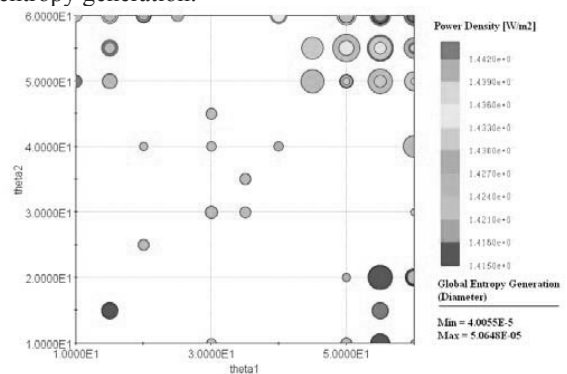 entropy generation.
6.0000E1
5.0000E1
4.0000E1
3.0000E1
2.0000E1
1.0000E1
theta2
1.0000E1
3.0000E1
5.0000E1
theta1
Power Density [W/m2]
1.4420e+0
1.4390e+0
1.4360e+0
1.4330e+0
1.4300e+0
1.4270e+0
1.4240e+0
1.4210e+0
1.4180e+0
1.4150e+0
Global Entropy Generation
(Diameter)
Min = 4.0055E-5
Max = 5.0648E-05